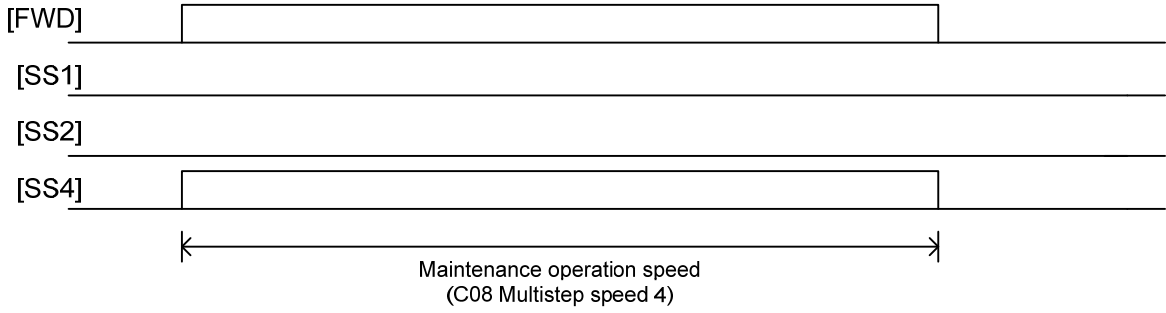 [FWD]
[SS1]
[SS2]
[SS4]
Maintenance operation speed
(C08 Multistep speed 4)